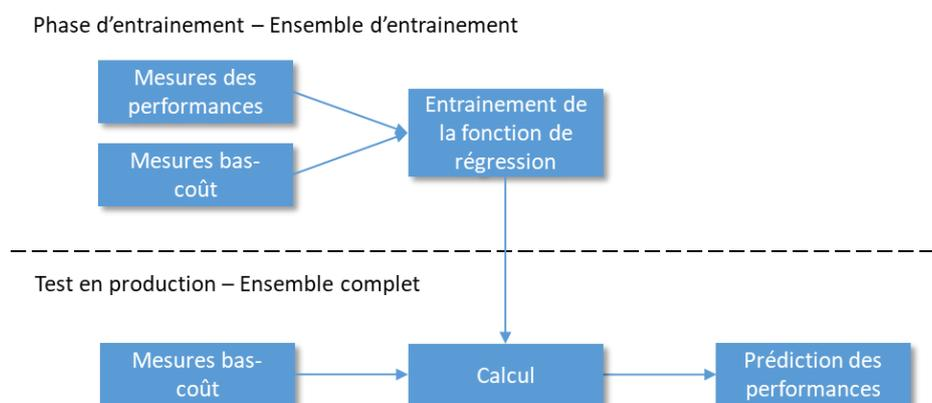 Phase d’entrainement – Ensemble d’entrainement
Mesures des
performances
Mesures bas-
coût
Entrainement de
la fonction de
régression
Test en production – Ensemble complet
Mesures bas-
coût
Calcul
Prédiction des
performances